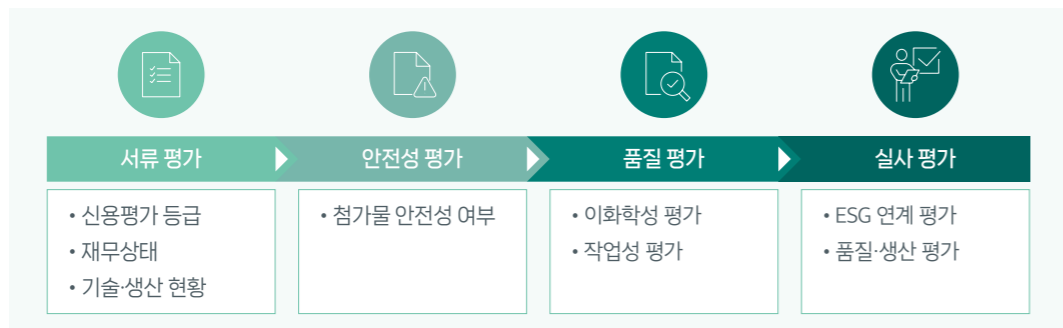 서류 평가
안전성 평가
품질 평가
실사 평가
• 신용평가 등급
• 재무상태
• 기술·생산 현황
• 첨가물 안전성 여부
• 이화학성 평가
• 작업성 평가
• ESG 연계 평가
• 품질·생산 평가